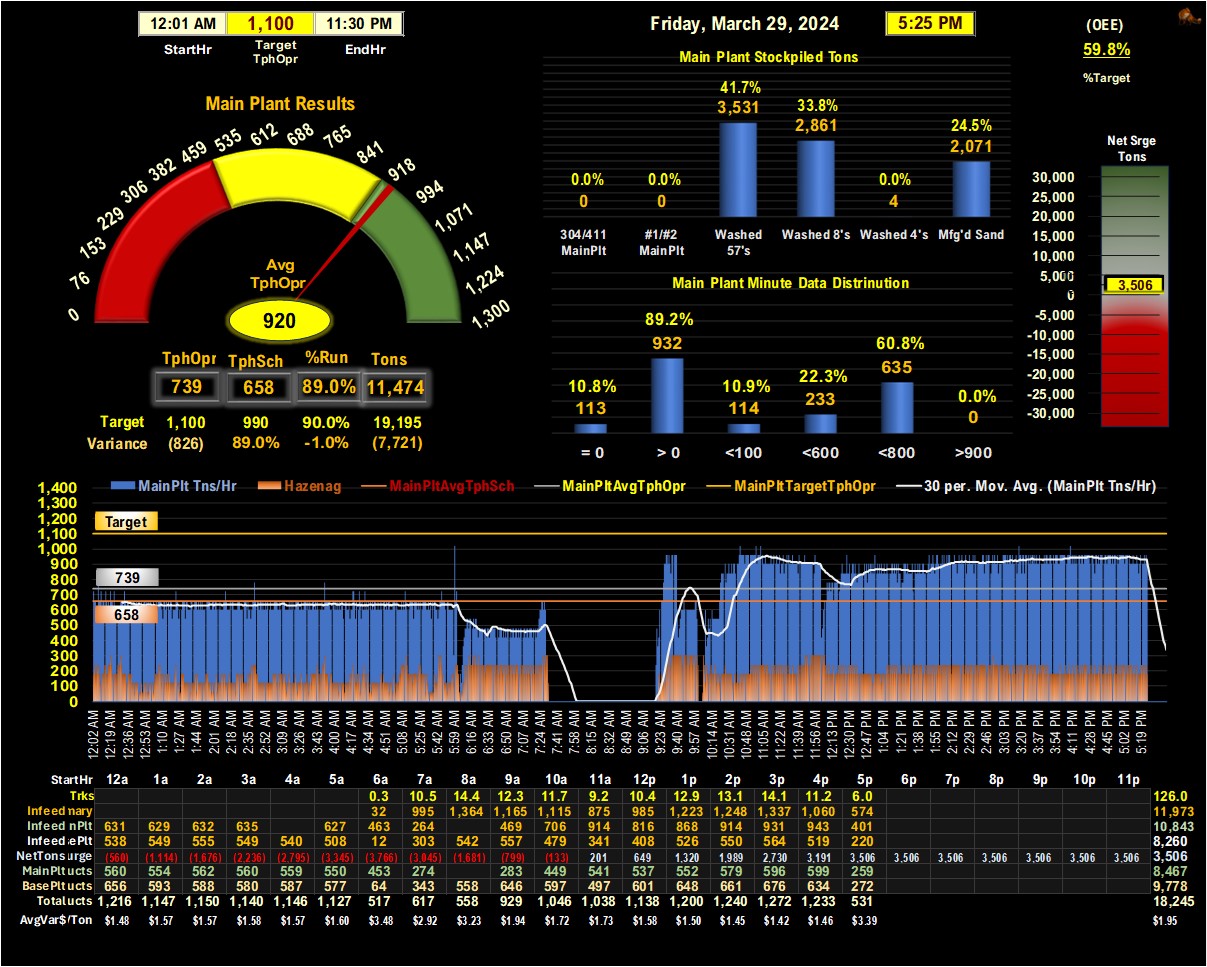 12:01 AM 1,100 11:30 PM
StartHr Target TphOpr EndHr
Friday, March 29, 2024 5:25 PM
(OEE)
59.8%
%Target
Main Plant Results
0 76 153 229 306 382 459 535 612 688 765 841 918 994 1,071 1,147 1,224 1,300
Avg
TphOpr
920
TphOpr TphSch %Run Tons
739 658 89.0% 11,474
Target 1,100 990 90.0% 19,195
Variance (826) 89.0% -1.0% (7,721)
Main Plant Stockpiled Tons
0.0% 0.0% 41.7% 33.8% 0.0% 24.5%
0 0 3,531 2,861 4 2,071
304/411 MainPlt #1/#2 MainPlt Washed 57's Washed 8's Washed 4's Mfg'd Sand
Main Plant Minute Data Distrinution
10.8% 89.2% 10.9% 22.3% 60.8% 0.0%
113 932 114 233 635 0
= 0 > 0 <100 <600 <800 >900
Net Srge
Tons
30,000
25,000
20,000
15,000
10,000
5,000
3,506
0
-5,000
-10,000
-15,000
-20,000
-25,000
-30,000
MainPlt Tns/Hr Hazenag MainPltAvgTphSch MainPltAvgTphOpr MainPltTargetTphOpr 30 per. Mov. Avg. (MainPlt Tns/Hr)
1,400
1,300
1,200
Target
1,100
1,000
900
800
739
700
600
658
500
400
300
200
100
0
12:02 AM 12:19 AM 12:36 AM 12:53 AM 1:10 AM 1:27 AM 1:44 AM 2:01 AM 2:18 AM 2:35 AM 2:52 AM 3:09 AM 3:26 AM 3:43 AM 4:00 AM 4:17 AM 4:34 AM 4:51 AM 5:08 AM 5:25 AM 5:42 AM 5:59 AM 6:16 AM 6:33 AM 6:50 AM 7:07 AM 7:24 AM 7:41 AM 7:58 AM 8:15 AM 8:32 AM 8:49 AM 9:06 AM 9:23 AM 9:40 AM 9:57 AM 10:14 AM 10:31 AM 10:48 AM 11:05 AM 11:22 AM 11:39 AM 11:56 AM 12:13 PM 12:30 PM 12:47 PM 1:04 PM 1:21 PM 1:38 PM 1:55 PM 2:12 PM 2:29 PM 2:46 PM 3:03 PM 3:20 PM 3:37 PM 3:54 PM 4:11 PM 4:28 PM 4:45 PM 5:02 PM 5:19 PM
StartHr 12a 1a 2a 3a 4a 5a 6a 7a 8a 9a 10a 11a 12p 1p 2p 3p 4p 5p 6p 7p 8p 9p 10p 11p
Trks 0.3 10.5 14.4 12.3 11.7 9.2 10.4 12.9 13.1 14.1 11.2 6.0 126.0
Infeed mary 32 995 1,364 1,165 1,115 875 985 1,223 1,248 1,337 1,060 574 11,973
Infeed nPlt 631 629 632 635 627 463 264 469 706 914 816 868 914 931 943 401 10,843
Infeed ePlt 538 549 555 549 540 508 12 303 542 557 479 341 408 526 550 564 519 220 8,260
NetTonsurge (560) (1,114) (1,676) (2,236) (2,795) (3,345) (3,766) (3,045) (1,681) (799) (133) 201 649 1,320 1,989 2,730 3,191 3,506 3,506 3,506 3,506 3,506 3,506 3,506 3,506
MainPlt ucts 560 554 562 560 559 550 453 274 283 449 541 537 552 579 596 599 259 8,467
BasePlt ucts 656 593 588 580 587 577 64 343 558 646 597 497 601 648 661 676 634 272 9,778
Totalucts 1,216 1,147 1,150 1,140 1,146 1,127 517 617 558 929 1,046 1,038 1,138 1,200 1,240 1,272 1,233 531 18,245
AvgVar$/Ton $1.48 $1.57 $1.57 $1.58 $1.57 $1.60 $3.48 $2.92 $3.23 $1.94 $1.72 $1.73 $1.58 $1.50 $1.45 $1.42 $1.46 $3.39 $1.95